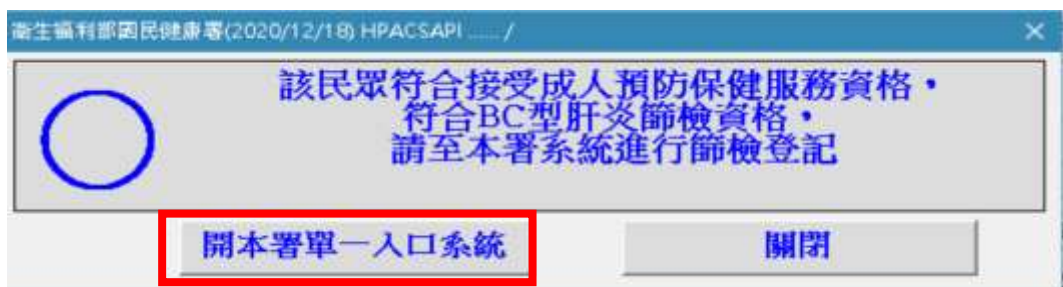 衛生福利部國民健康署(2020/12/18) HPACSAPI ...... /
該民眾符合接受成人預防保健服務資格，
符合BC型肝炎篩檢資格，
請至本署系統進行篩檢登記
開本署單一入口系統
關閉